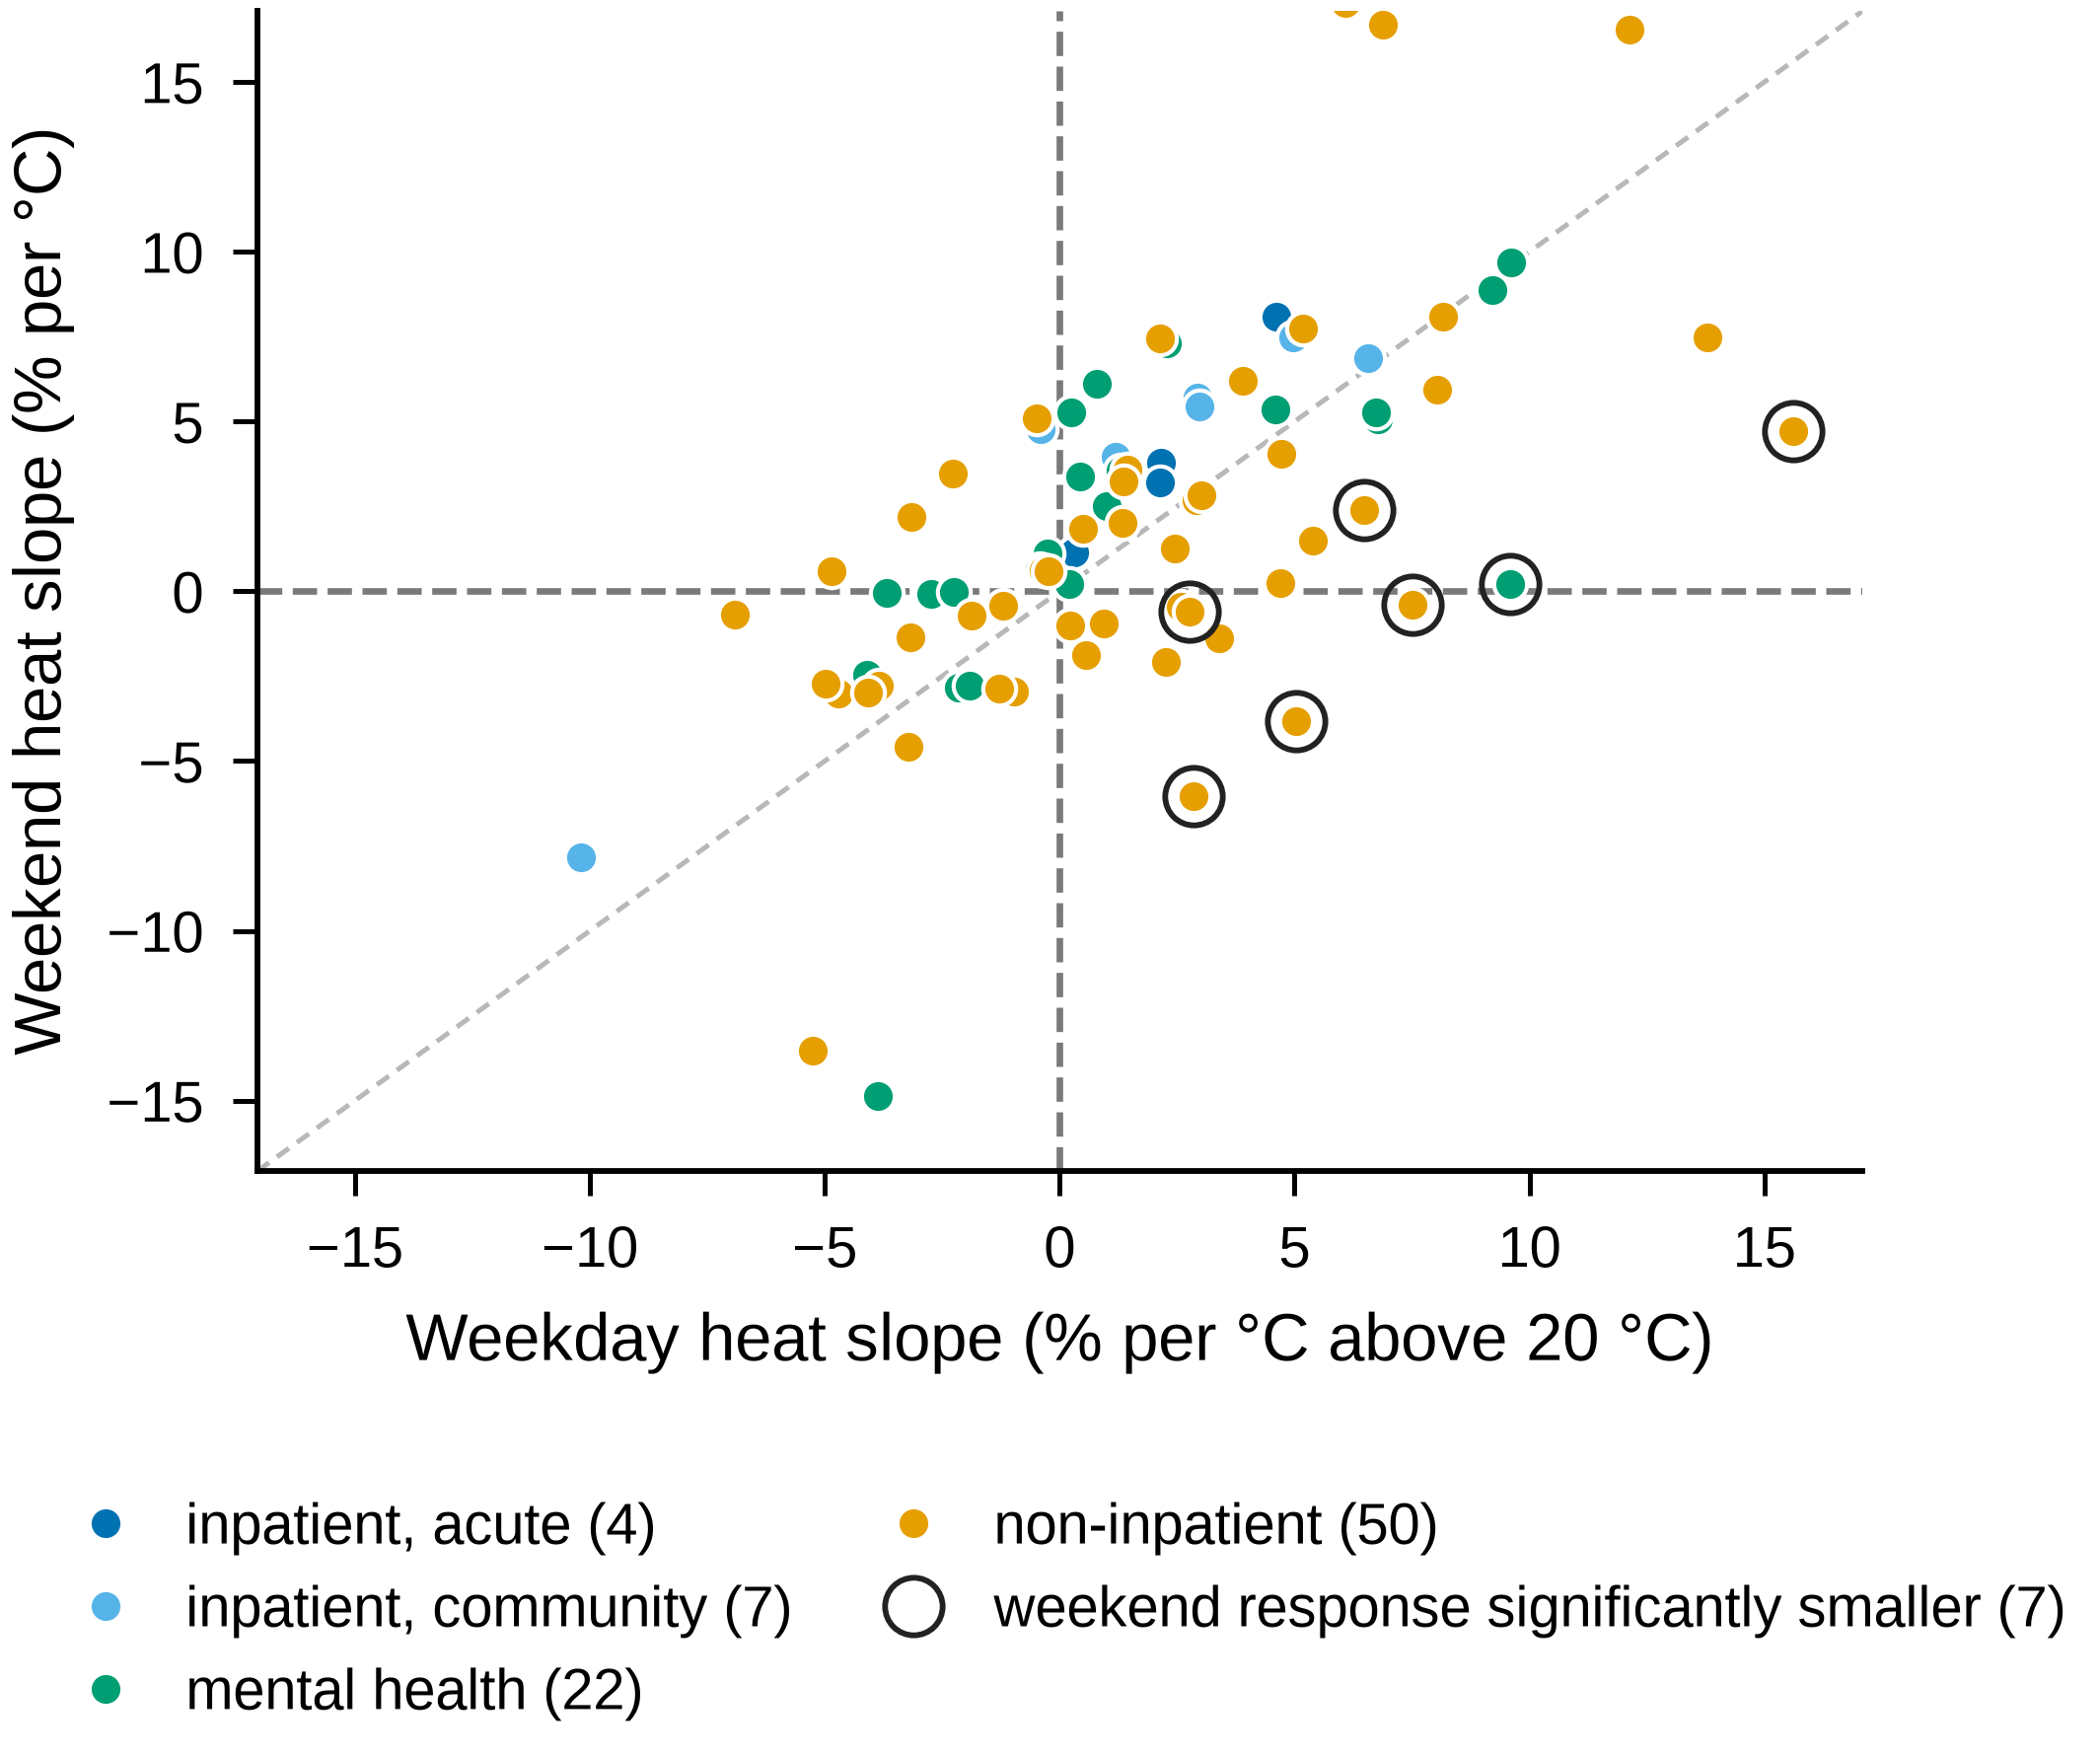 Weekend heat slope (% per °C)
15
10
5
0
−5
−10
−15
−15 −10 −5 0 5 10 15
Weekday heat slope (% per °C above 20 °C)
inpatient, acute (4)
inpatient, community (7)
mental health (22)
non-inpatient (50)
weekend response significantly smaller (7)